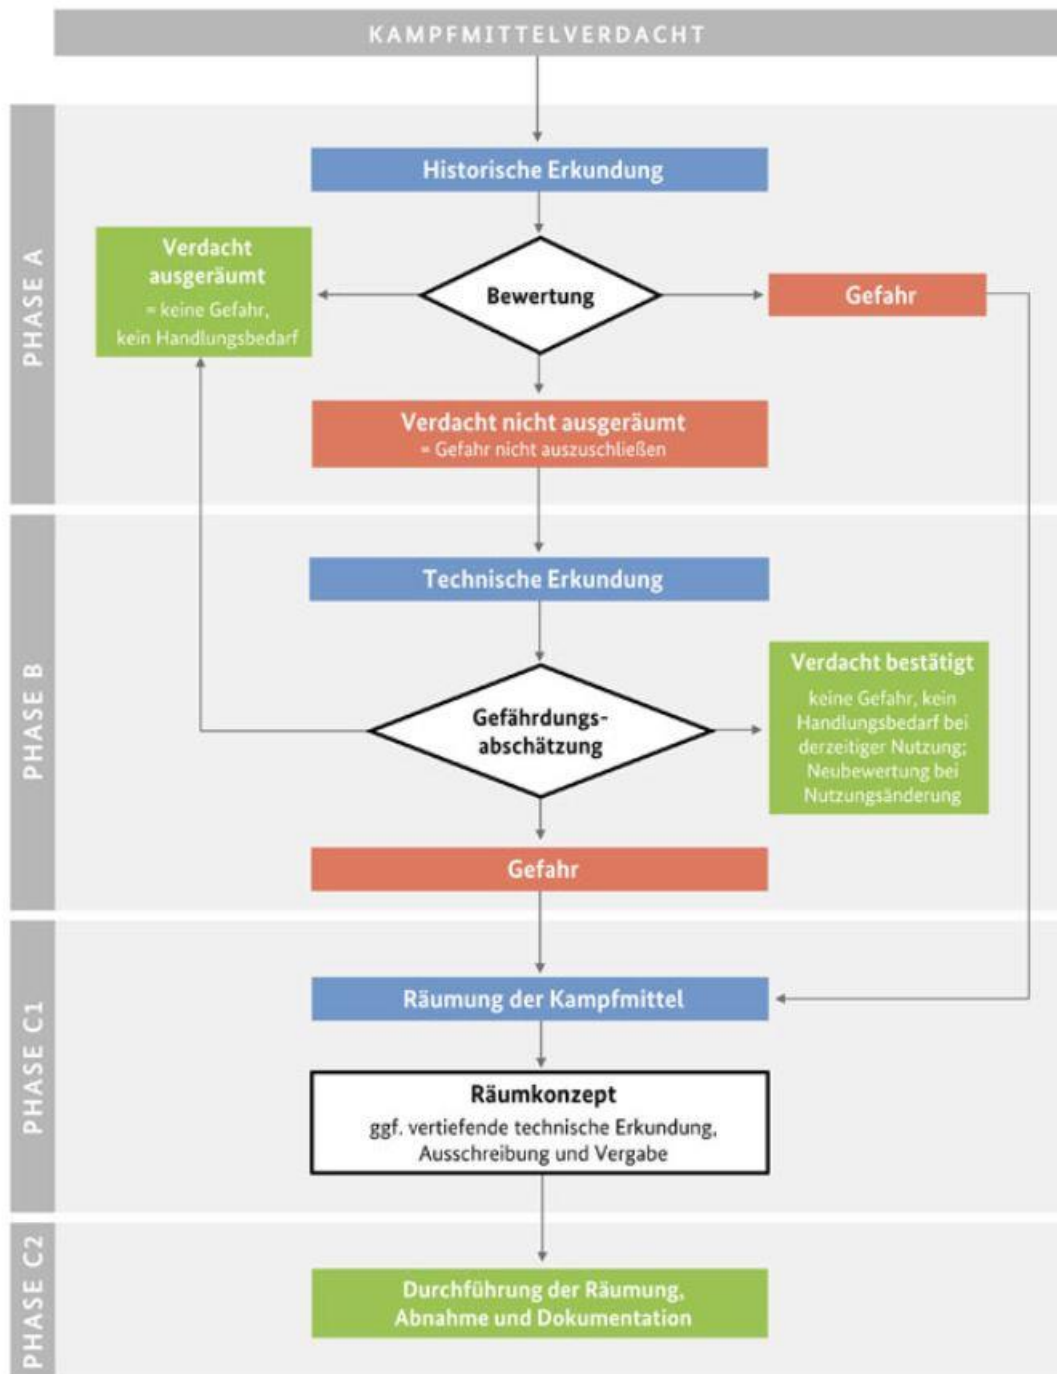 KAMPFMITTELVERDACHT
PHASE A
Historische Erkundung
Verdacht
ausgeräumt
= keine Gefahr,
kein Handlungsbedarf
Bewertung
Gefahr
Verdacht nicht ausgeräumt
= Gefahr nicht auszuschließen
PHASE B
Technische Erkundung
Gefährdungs-
abschätzung
Verdacht bestätigt
keine Gefahr, kein
Handlungsbedarf bei
derzeitiger Nutzung;
Neubewertung bei
Nutzungsänderung
Gefahr
PHASE C1
Räumung der Kampfmittel
Räumkonzept
ggf. vertiefende technische Erkundung,
Ausschreibung und Vergabe
PHASE C2
Durchführung der Räumung,
Abnahme und Dokumentation